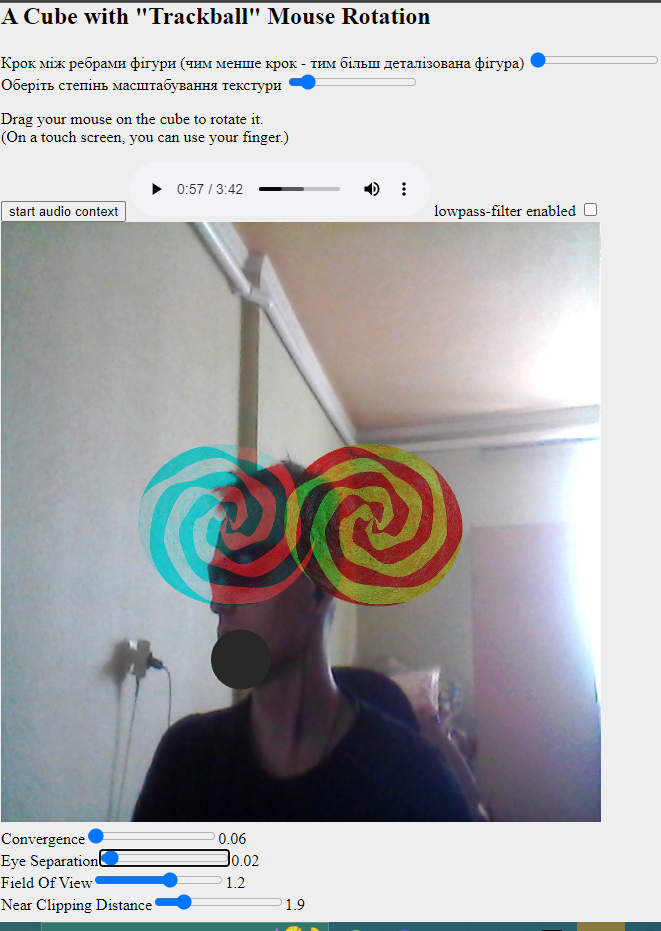 A Cube with "Trackball" Mouse Rotation
Крок між ребрами фігури (чим менше крок - тим більш деталізована фігура)
Оберіть степінь масштабування текстури
Drag your mouse on the cube to rotate it.
(On a touch screen, you can use your finger.)
start audio context 0:57 / 3:42 lowpass-filter enabled
Convergence 0.06
Eye Separation 0.02
Field Of View 1.2
Near Clipping Distance 1.9